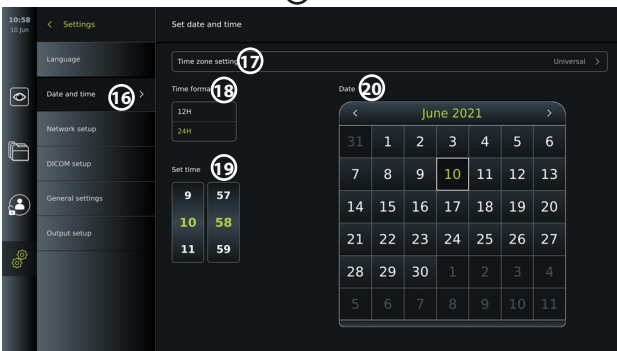 10:58
10 Jun
Settings
Language
Date and time 16
Network setup
DICOM setup
General settings
Output setup
Set date and time
Time zone setting 17 Universal
Time forma 18
12H
24H
Set time 19
9 57
10 58
11 59
Date 20
June 2021
31 1 2 3 4 5 6
7 8 9 10 11 12 13
14 15 16 17 18 19 20
21 22 23 24 25 26 27
28 29 30 1 2 3 4
5 6 7 8 9 10 11